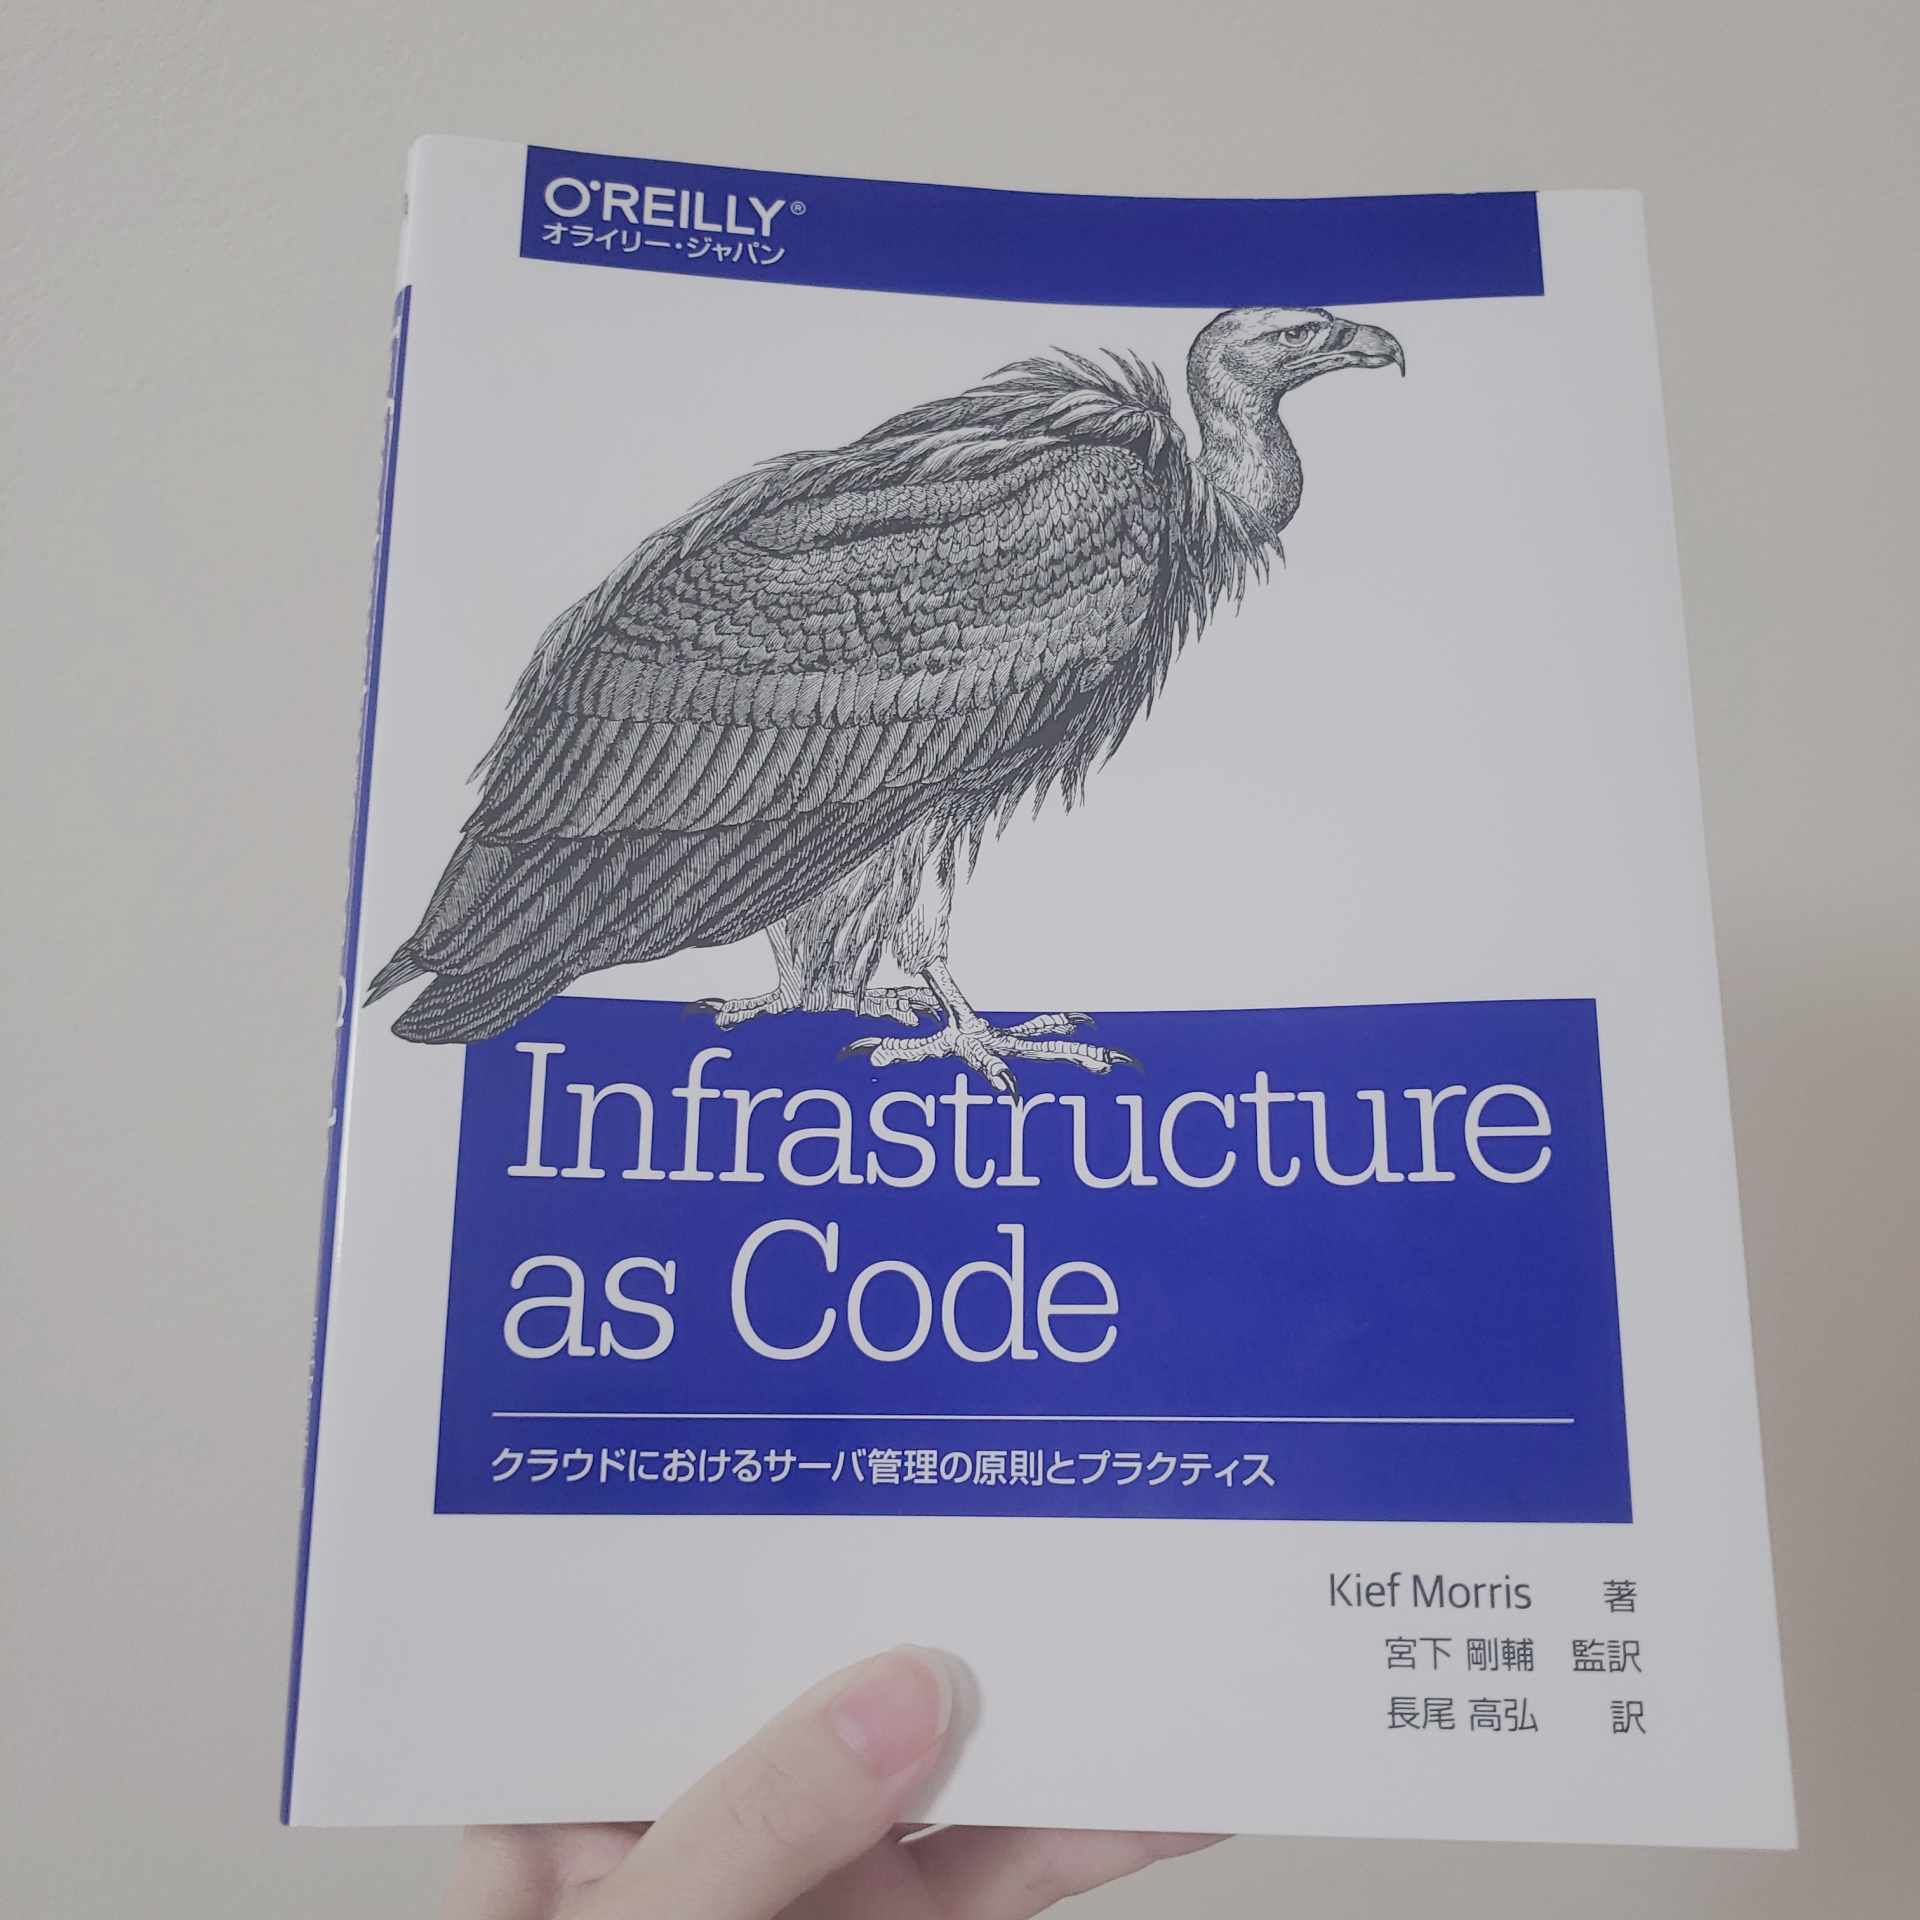 O'REILLY®
オライリー・ジャパン
Infrastructure
as Code
クラウドにおけるサーバ管理の原則とプラクティス
Kief Morris 著
宮下 剛輔 監訳
長尾 高弘 訳